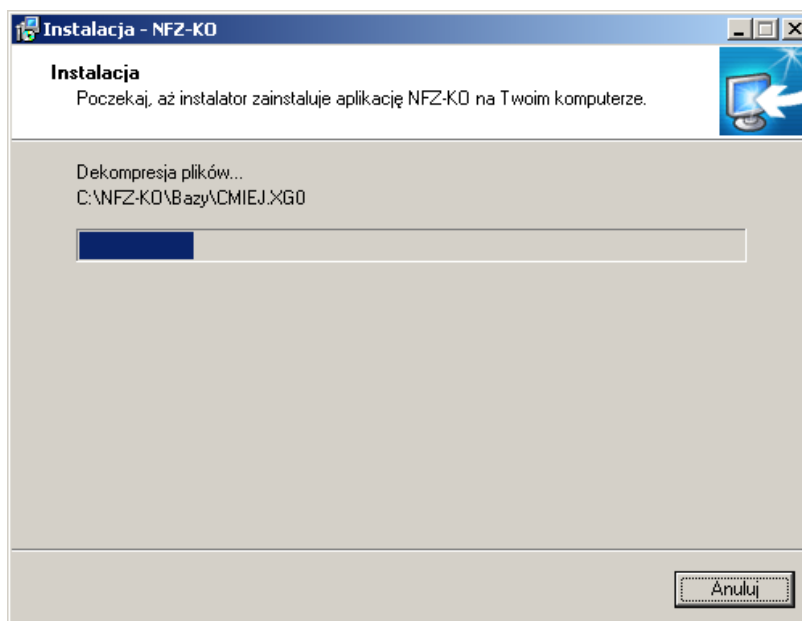 Instalacja - NFZ-KO
Instalacja
Poczekaj, aż instalator zainstaluje aplikację NFZ-KO na Twoim komputerze.
Dekompresja plików...
C:\NFZ-KO\Bazy\CMIEJ.XG0
Anuluj